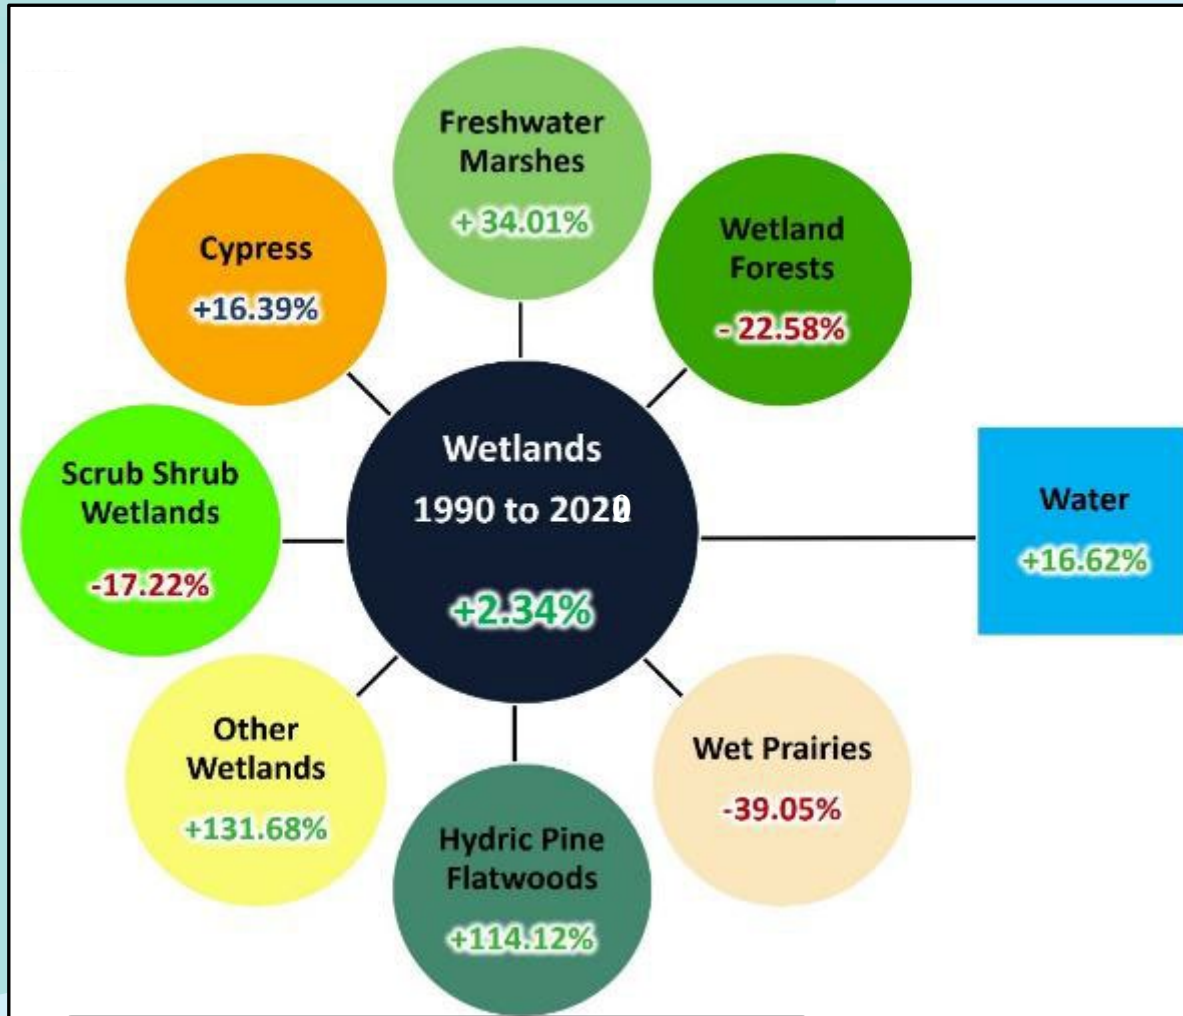 Freshwater
Marshes
+ 34.01%
Wetland
Forests
- 22.58%
Cypress
+16.39%
Wetlands
1990 to
+2.34%
Water
+16.62%
Scrub Shrub
Wetlands
-17.22%
Other
Wetlands
+131.68%
Wet Prairies
-39.05%
Hydric Pine
Flatwoods
+114.12%